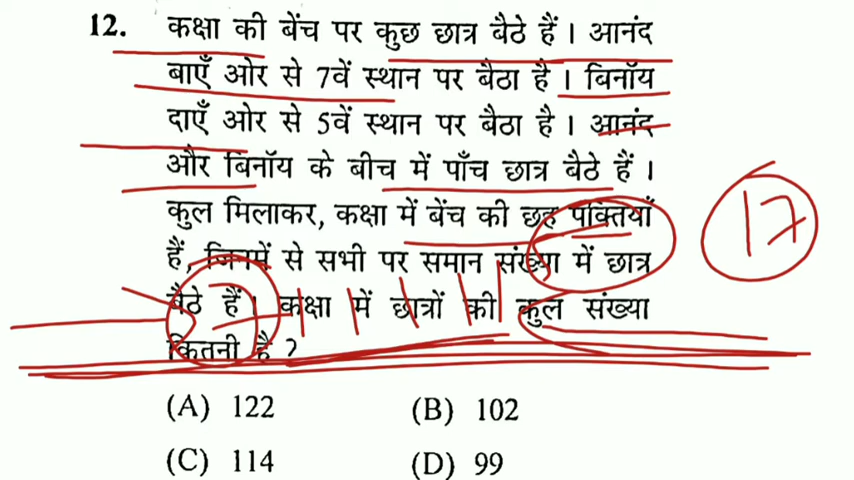 12. कक्षा की बेंच पर कुछ छात्र बैठे हैं। आनंद
बाएँ ओर से 7वें स्थान पर बैठा है। बिनॉय
दाएँ ओर से 5वें स्थान पर बैठा है। आनंद
और बिनॉय के बीच में पाँच छात्र बैठे हैं।
कुल मिलाकर, कक्षा में बेंच की छह पंक्तियाँ
17
हैं, जिनमें से सभी पर समान संख्या में छात्र
बैठे हैं। कक्षा में छात्रों की कुल संख्या
कितनी है ?
(A) 122 (B) 102
(C) 114 (D) 99